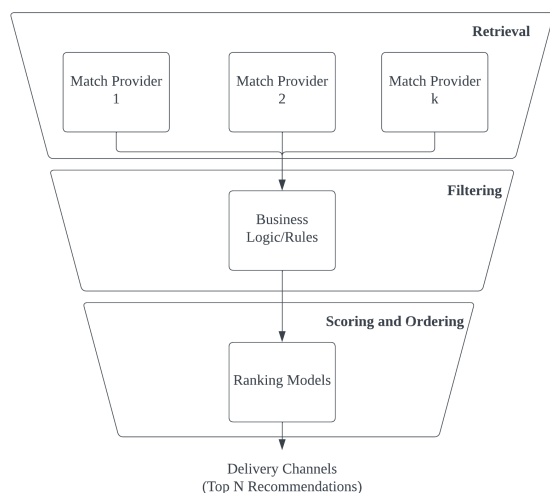 Retrieval
Match Provider
1
Match Provider
2
Match Provider
k
Filtering
Business
Logic/Rules
Scoring and Ordering
Ranking Models
Delivery Channels
(Top N Recommendations)